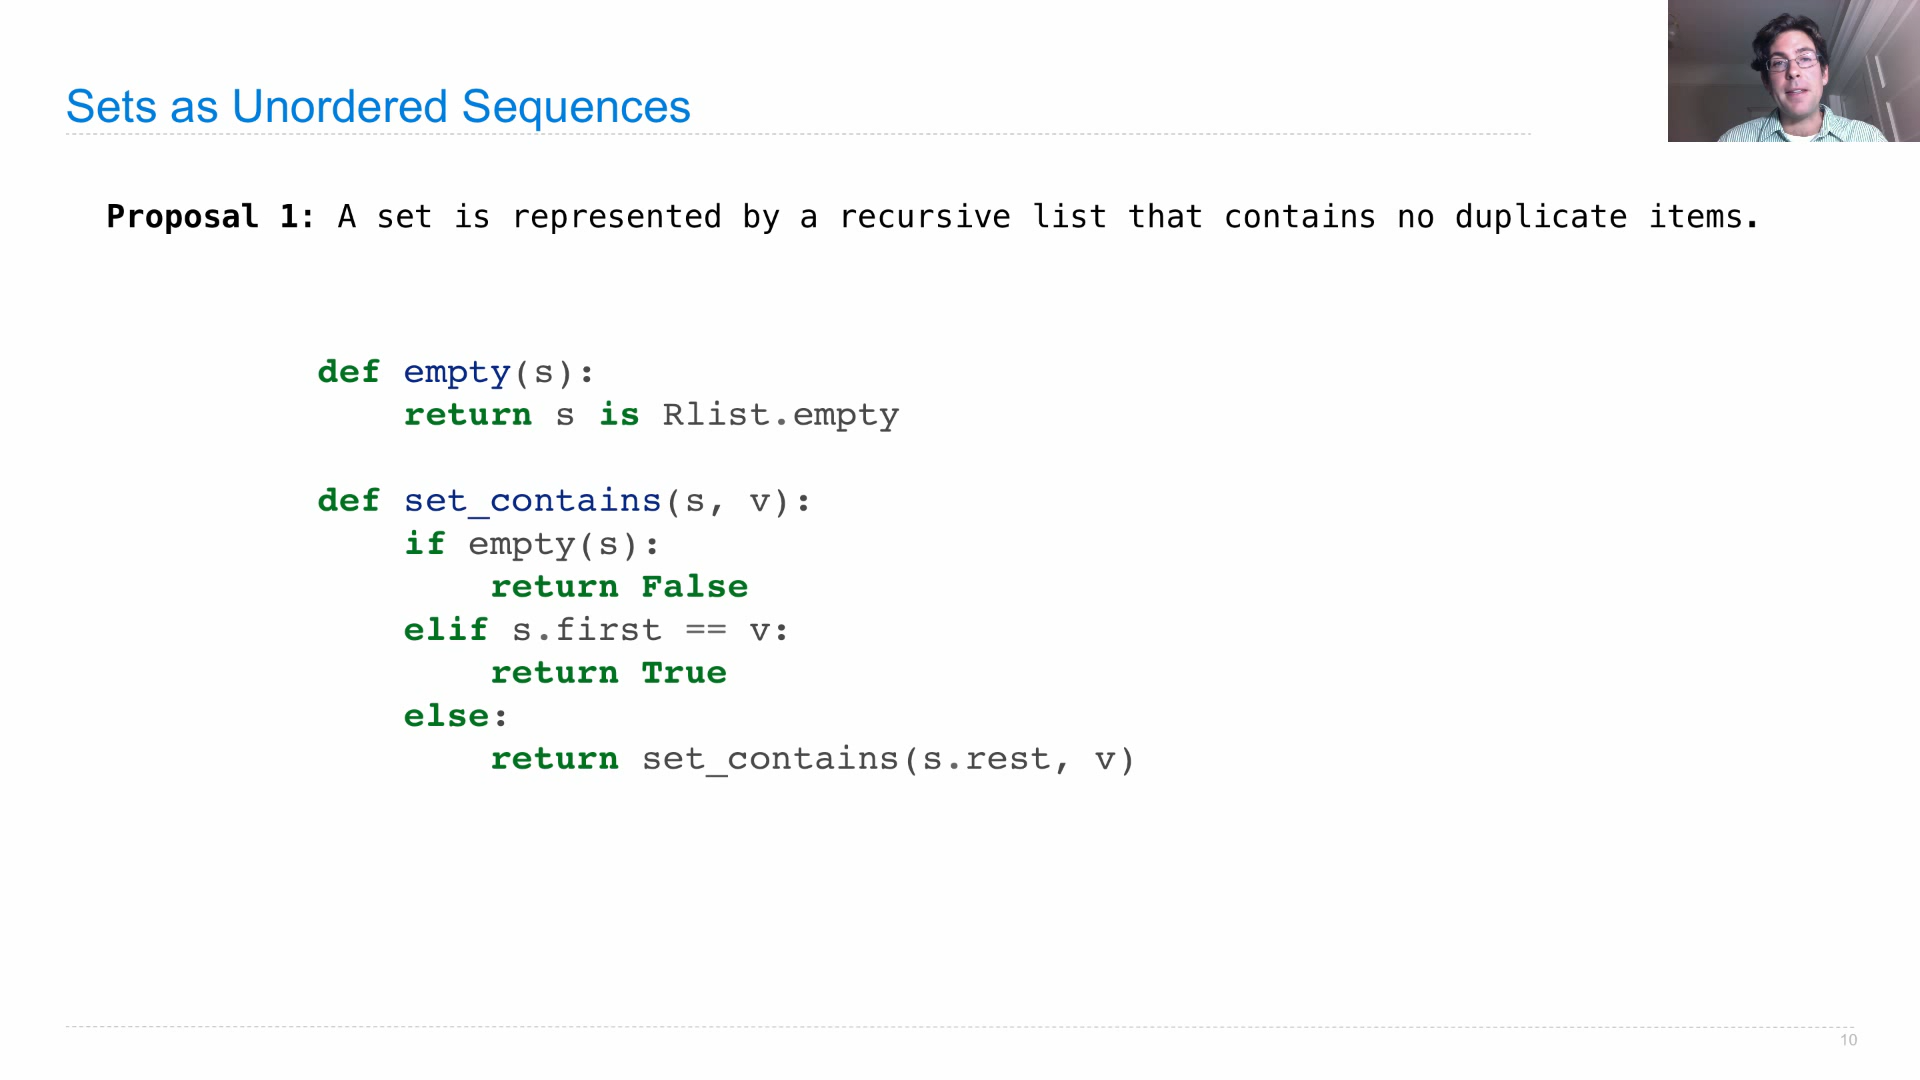 Sets as Unordered Sequences
Proposal 1: A set is represented by a recursive list that contains no duplicate items.
def empty(s):
    return s is Rlist.empty
def set_contains(s, v):
    if empty(s):
        return False
    elif s.first == v:
        return True
    else:
        return set_contains(s.rest, v)
10